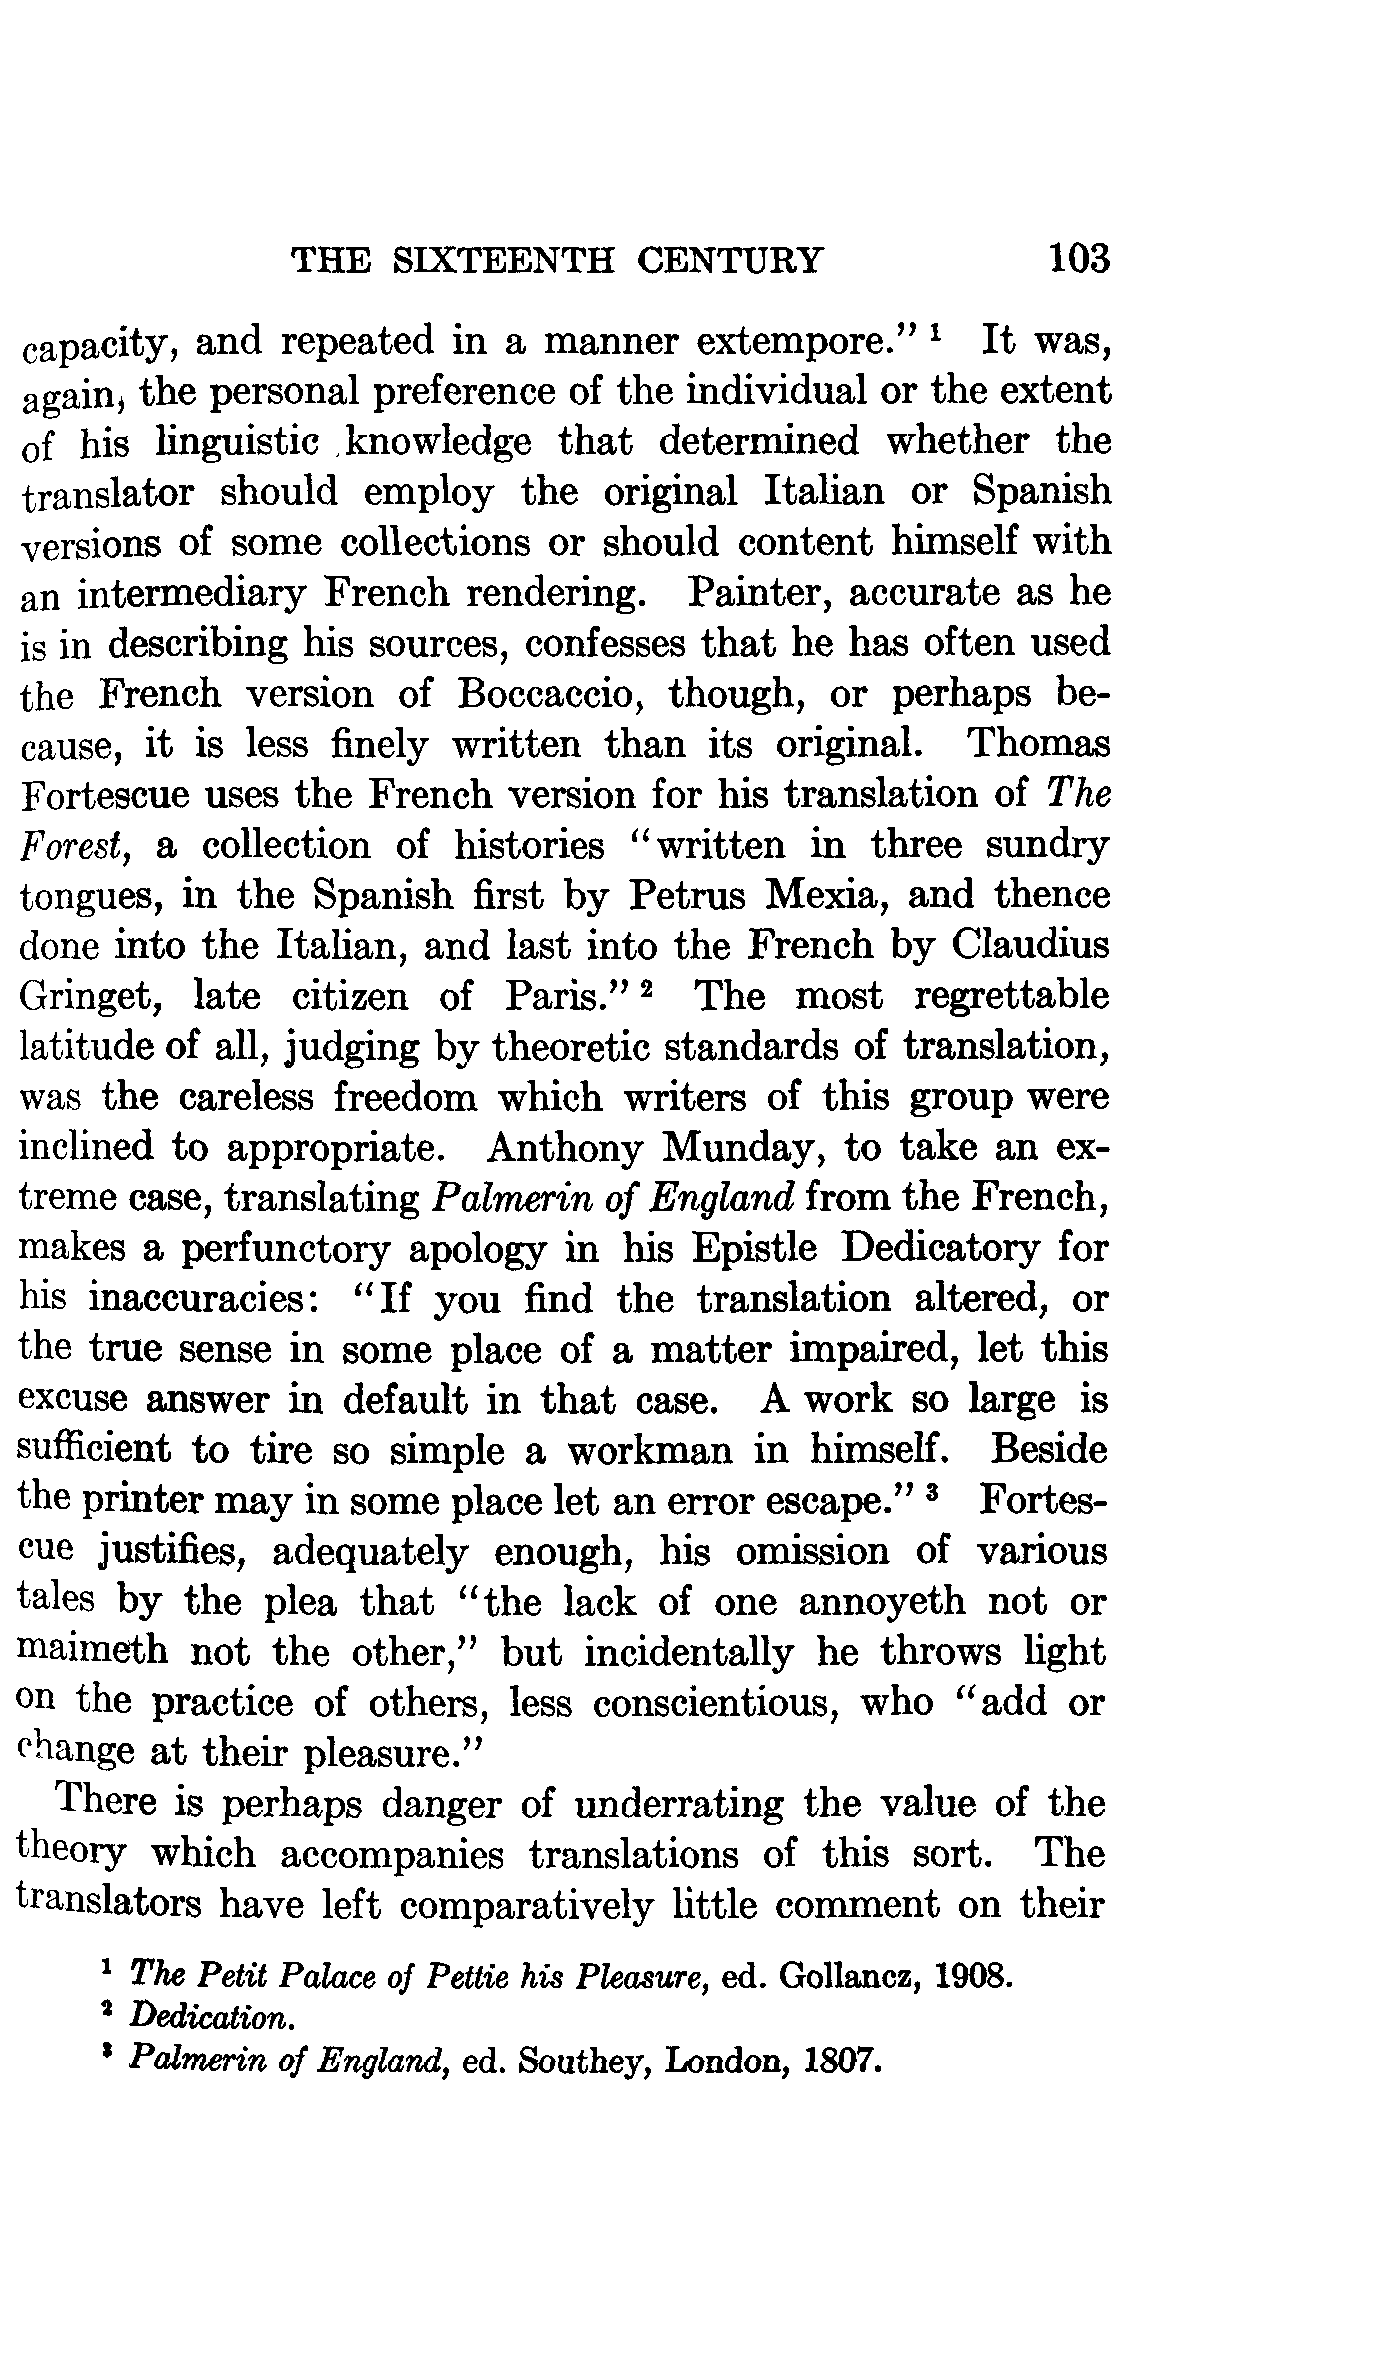 THE SIXTEENTH CENTURY 103
capacity, and repeated in a manner extempore." ¹ It was,
again, the personal preference of the individual or the extent
of his linguistic knowledge that determined whether the
translator should employ the original Italian or Spanish
versions of some collections or should content himself with
an intermediary French rendering. Painter, accurate as he
is in describing his sources, confesses that he has often used
the French version of Boccaccio, though, or perhaps be-
cause, it is less finely written than its original. Thomas
Fortescue uses the French version for his translation of The
Forest, a collection of histories "written in three sundry
tongues, in the Spanish first by Petrus Mexia, and thence
done into the Italian, and last into the French by Claudius
Gringet, late citizen of Paris." ² The most regrettable
latitude of all, judging by theoretic standards of translation,
was the careless freedom which writers of this group were
inclined to appropriate. Anthony Munday, to take an ex-
treme case, translating Palmerin of England from the French,
makes a perfunctory apology in his Epistle Dedicatory for
his inaccuracies: "If you find the translation altered, or
the true sense in some place of a matter impaired, let this
excuse answer in default in that case. A work so large is
sufficient to tire so simple a workman in himself. Beside
the printer may in some place let an error escape." ³ Fortes-
cue justifies, adequately enough, his omission of various
tales by the plea that "the lack of one annoyeth not or
maimeth not the other," but incidentally he throws light
on the practice of others, less conscientious, who "add or
change at their pleasure."
There is perhaps danger of underrating the value of the
theory which accompanies translations of this sort. The
translators have left comparatively little comment on their
¹ The Petit Palace of Pettie his Pleasure, ed. Gollancz, 1908.
² Dedication.
³ Palmerin of England, ed. Southey, London, 1807.